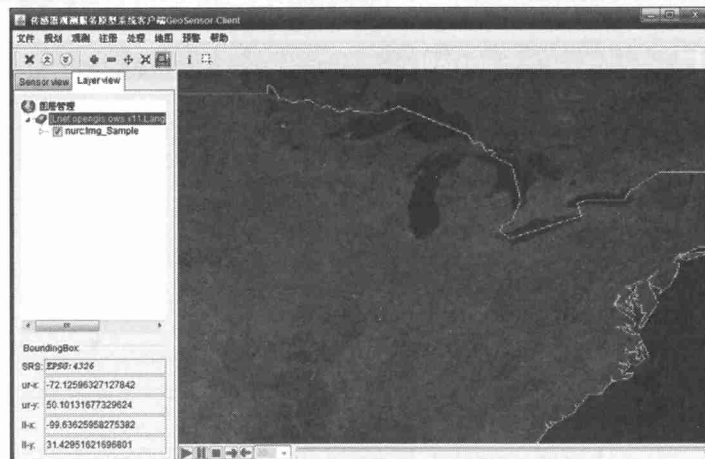 传感器观测服务原型系统客户端GeoSensor Client
文件 规划 观测 注册 处理 地图 预警 帮助
Sensor view Layer view
图层管理
[Lnet.opengis.ows.x11.Lang
nurc:Img_Sample
BoundingBox
SRS: EPSG:4326
ur-x: -72.12596327127842
ur-y: 50.10131677329624
ll-x: -99.63625958275382
ll-y: 31.42951621696801